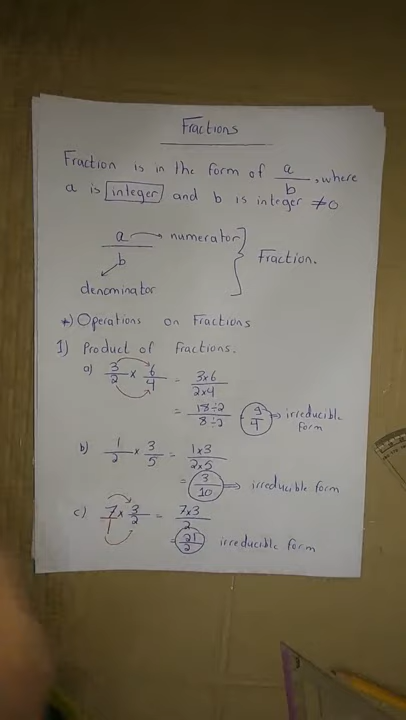 Fractions
Fraction is in the form of a/b, where
a is integer and b is integer ≠0
a → numerator
b
denominator
Fraction.
*) Operations on Fractions
1) Product of fractions.
a) 3/2 × 6/4 = 3x6/2x4
= 18÷2/8÷2 = 9/4 ⇒ irreducible form
b) 1/2 × 3/5 = 1x3/2x5
= 3/10 ⇒ irreducible form
c) 7/1 × 3/2 = 7x3/2
= 21/2 irreducible form